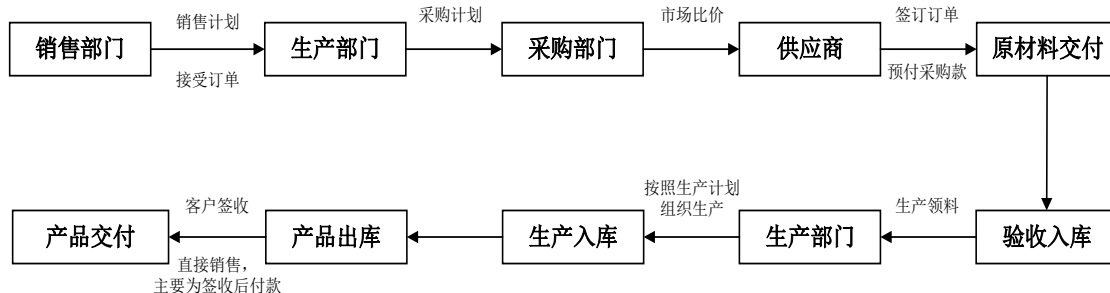 销售计划
采购计划
市场比价
签订订单
销售部门
生产部门
采购部门
供应商
原材料交付
接受订单
预付采购款
客户签收
按照生产计划
组织生产
生产领料
产品交付
产品出库
生产入库
生产部门
验收入库
直接销售，
主要为签收后付款